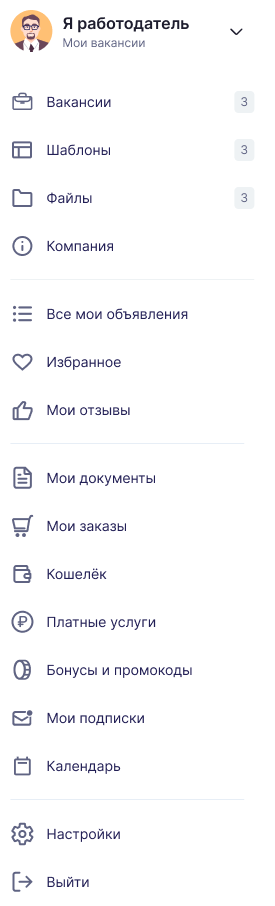 Я работодатель
Мои вакансии
Вакансии 3
Шаблоны 3
Файлы 3
Компания
Все мои объявления
Избранное
Мои отзывы
Мои документы
Мои заказы
Кошелёк
Платные услуги
Бонусы и промокоды
Мои подписки
Календарь
Настройки
Выйти